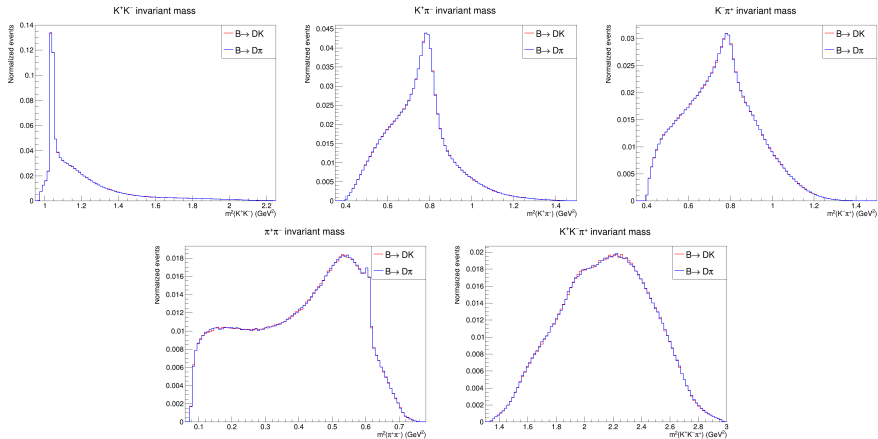 K⁺K⁻ invariant mass
Normalized events
0.14
0.12
0.1
0.08
0.06
0.04
0.02
0
B→ DK
B→ Dπ
1 1.2 1.4 1.6 1.8 2 2.2
m²(K⁺K⁻) (GeV²)
K⁺π⁻ invariant mass
Normalized events
0.045
0.04
0.035
0.03
0.025
0.02
0.015
0.01
0.005
0
B→ DK
B→ Dπ
0.4 0.6 0.8 1 1.2 1.4
m²(K⁺π⁻) (GeV²)
K⁻π⁺ invariant mass
Normalized events
0.03
0.025
0.02
0.015
0.01
0.005
0
B→ DK
B→ Dπ
0.4 0.6 0.8 1 1.2 1.4
m²(K⁻π⁺) (GeV²)
π⁺π⁻ invariant mass
Normalized events
0.018
0.016
0.014
0.012
0.01
0.008
0.006
0.004
0.002
0
B→ DK
B→ Dπ
0.1 0.2 0.3 0.4 0.5 0.6 0.7
m²(π⁺π⁻) (GeV²)
K⁺K⁻π⁺ invariant mass
Normalized events
0.02
0.018
0.016
0.014
0.012
0.01
0.008
0.006
0.004
0.002
0
B→ DK
B→ Dπ
1.4 1.6 1.8 2 2.2 2.4 2.6 2.8 3
m²(K⁺K⁻π⁺) (GeV²)